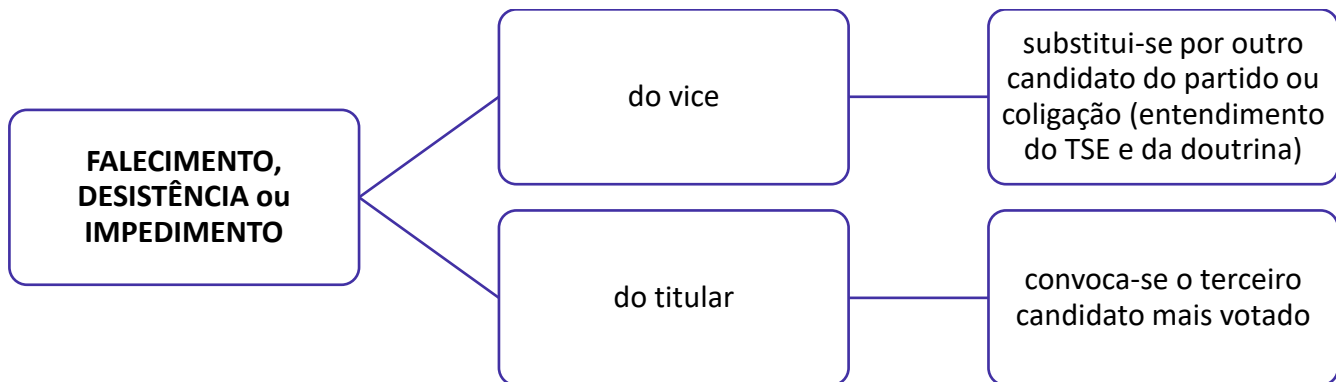 FALECIMENTO,
DESISTÊNCIA ou
IMPEDIMENTO
do vice
substitui-se por outro
candidato do partido ou
coligação (entendimento
do TSE e da doutrina)
do titular
convoca-se o terceiro
candidato mais votado